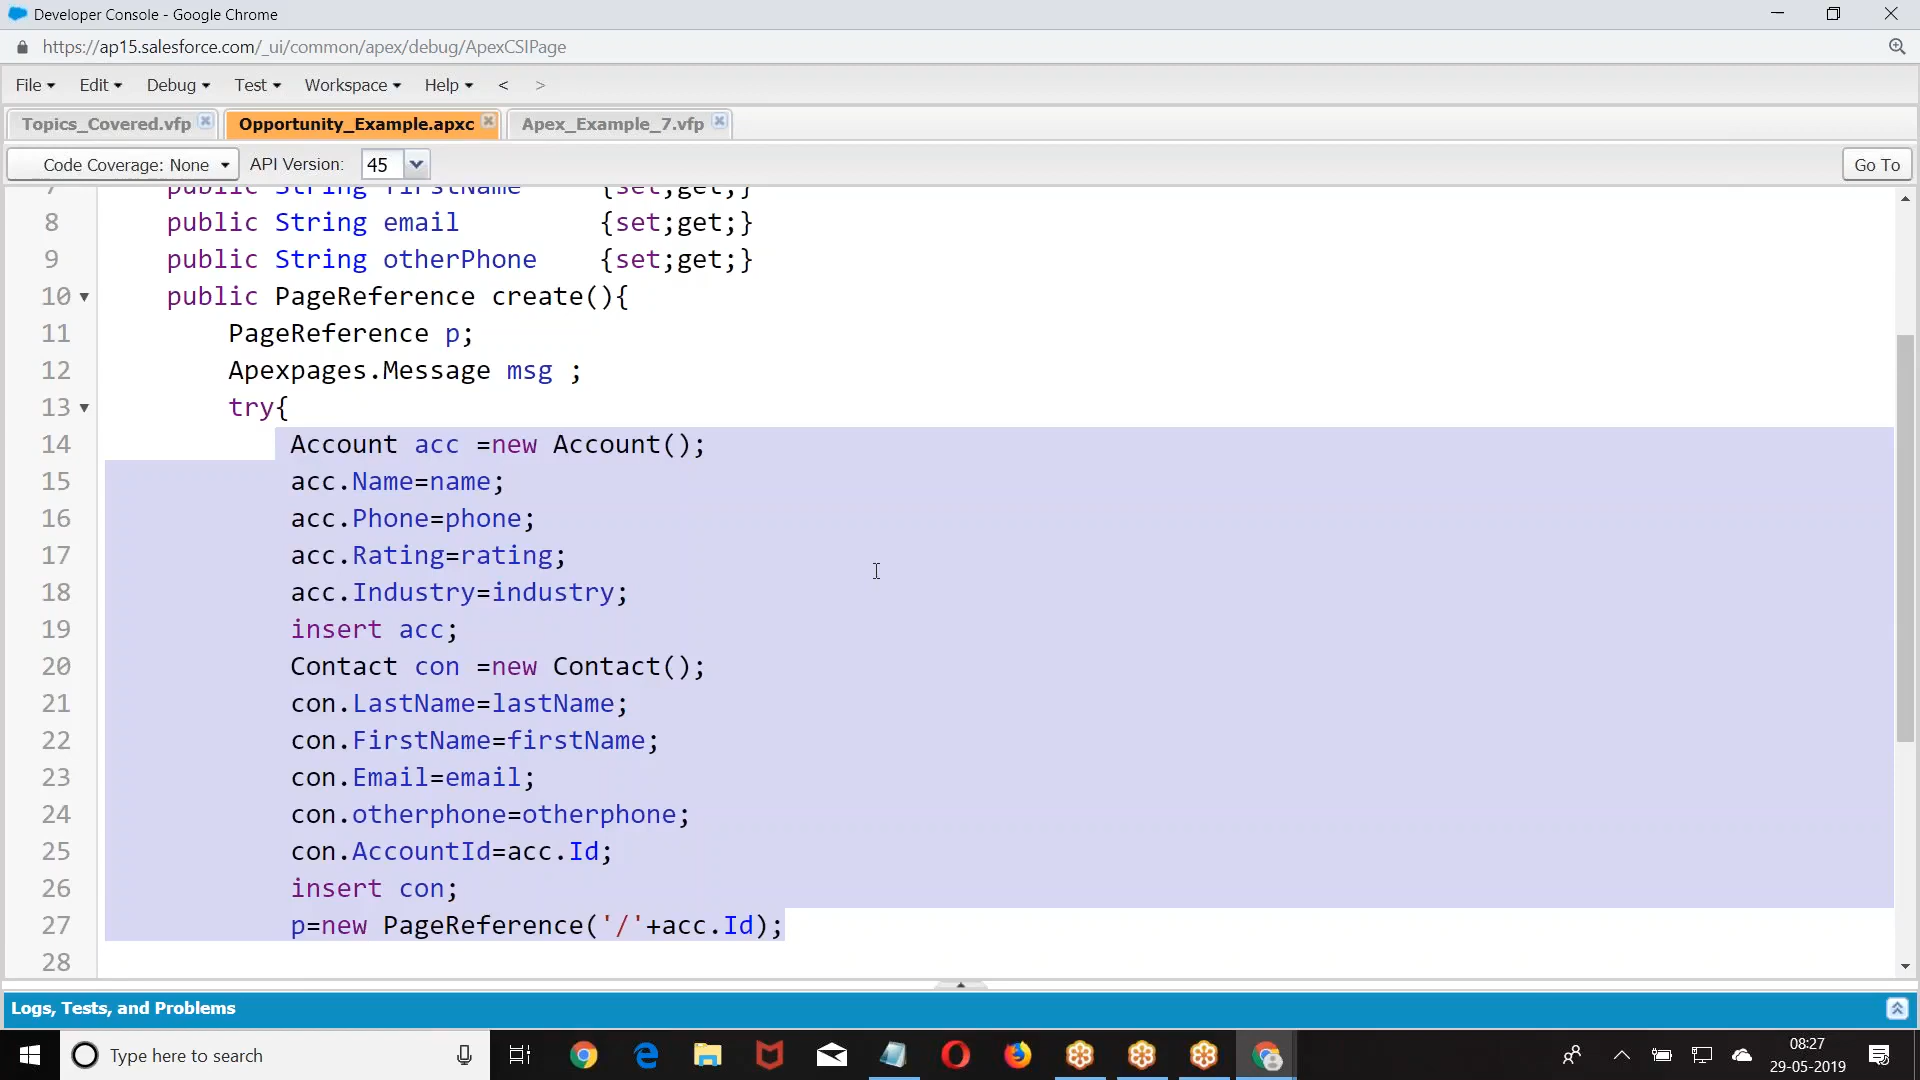 Developer Console - Google Chrome
https://ap15.salesforce.com/_ui/common/apex/debug/ApexCSIPage
File Edit Debug Test Workspace Help < >
Topics_Covered.vfp Opportunity_Example.apxc Apex_Example_7.vfp
Code Coverage: None API Version: 45 Go To
7 public String firstName {set;get;}
8 public String email {set;get;}
9 public String otherPhone {set;get;}
10 public PageReference create(){
11 PageReference p;
12 Apexpages.Message msg ;
13 try{
14 Account acc =new Account();
15 acc.Name=name;
16 acc.Phone=phone;
17 acc.Rating=rating;
18 acc.Industry=industry;
19 insert acc;
20 Contact con =new Contact();
21 con.LastName=lastName;
22 con.FirstName=firstName;
23 con.Email=email;
24 con.otherphone=otherphone;
25 con.AccountId=acc.Id;
26 insert con;
27 p=new PageReference('/'+acc.Id);
28
Logs, Tests, and Problems
Type here to search
08:27
29-05-2019